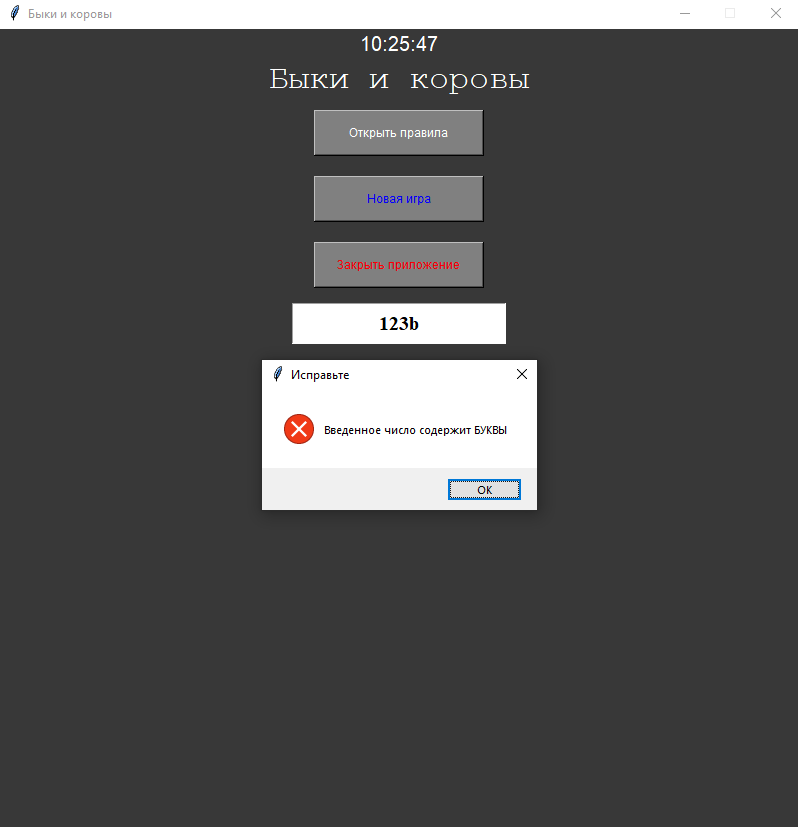 Быки и коровы
10:25:47
Быки и коровы
Открыть правила
Новая игра
Закрыть приложение
123b
Исправьте
Введенное число содержит БУКВЫ
OK